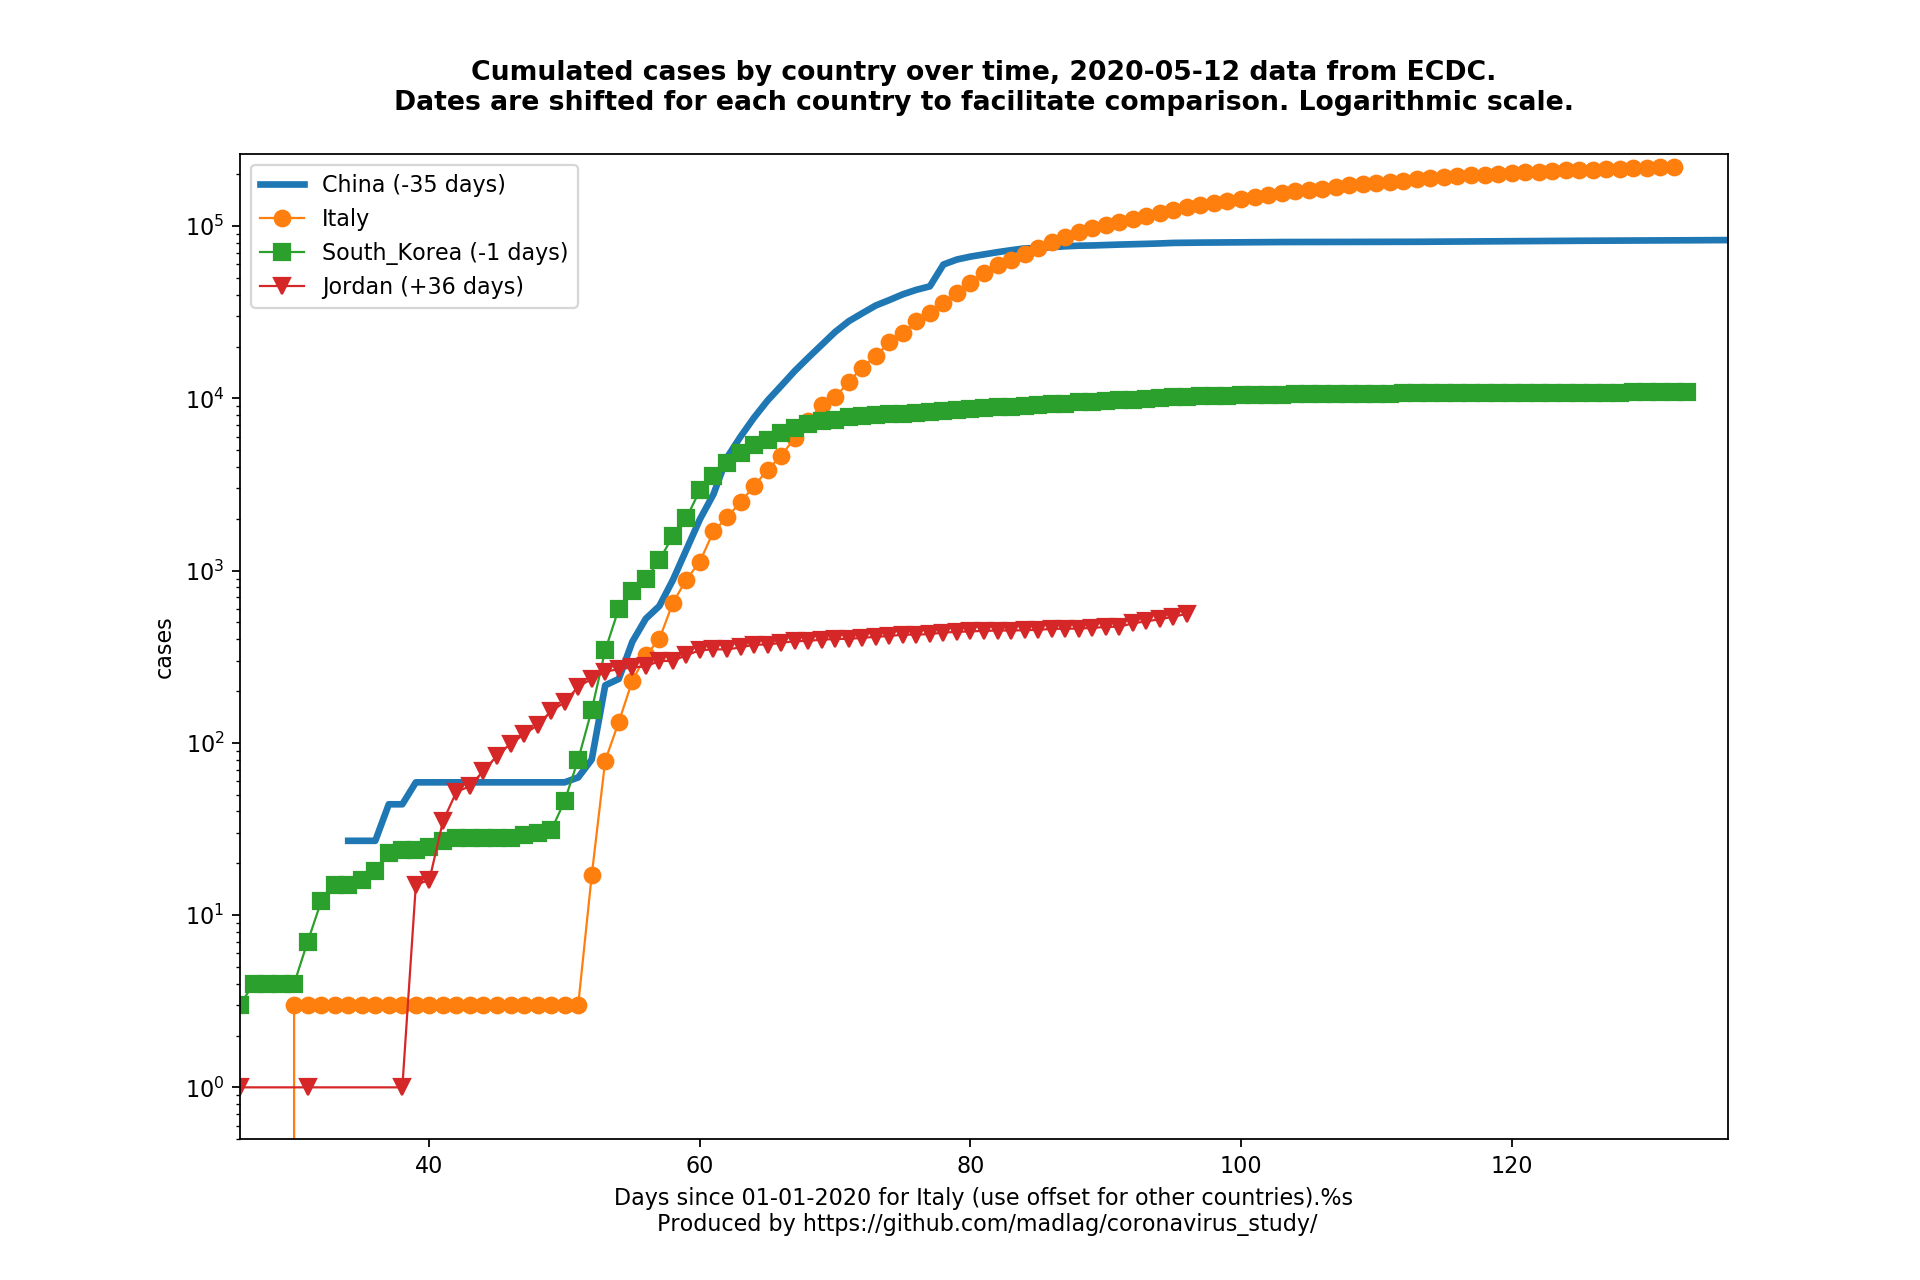 Cumulated cases by country over time, 2020-05-12 data from ECDC.
Dates are shifted for each country to facilitate comparison. Logarithmic scale.
China (-35 days)
Italy
South_Korea (-1 days)
Jordan (+36 days)
10^5
10^4
10^3
10^2
10^1
10^0
cases
40 60 80 100 120
Days since 01-01-2020 for Italy (use offset for other countries).%s
Produced by https://github.com/madlag/coronavirus_study/